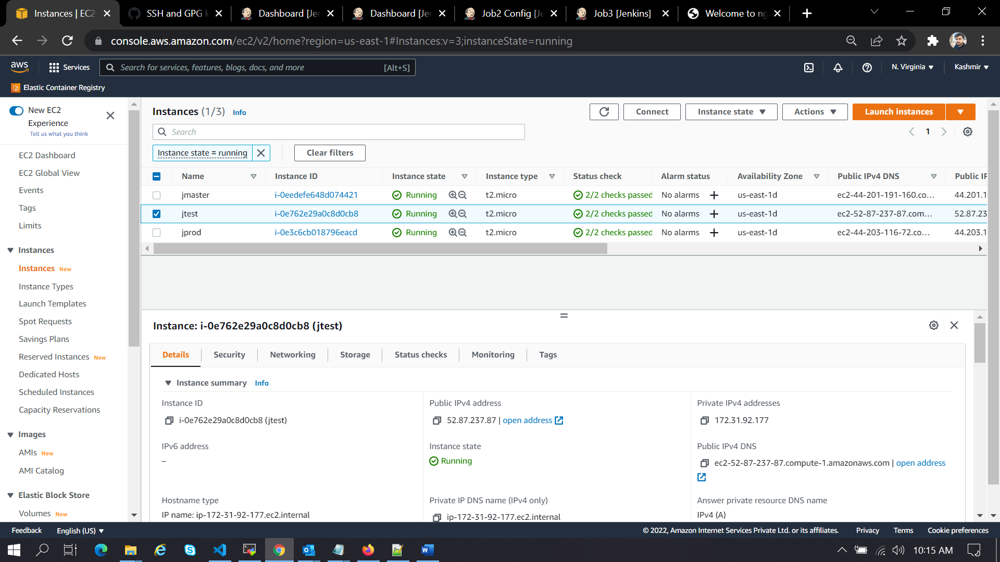 Instances | EC2
SSH and GPG k
Dashboard [Jen
Dashboard [Jen
Job2 Config [Je
Job3 [Jenkins]
Welcome to ng
console.aws.amazon.com/ec2/v2/home?region=us-east-1#Instances:v=3;instanceState=running
aws
Services
Search for services, features, blogs, docs, and more
[Alt+S]
N. Virginia
Kashmir
Elastic Container Registry
New EC2
Experience
Tell us what you think
EC2 Dashboard
EC2 Global View
Events
Tags
Limits
Instances
Instances New
Instance Types
Launch Templates
Spot Requests
Savings Plans
Reserved Instances New
Dedicated Hosts
Scheduled Instances
Capacity Reservations
Images
AMIs New
AMI Catalog
Elastic Block Store
Volumes New
Instances (1/3) Info
Connect
Instance state
Actions
Launch instances
Search
1
Instance state = running
Clear filters
Name Instance ID Instance state Instance type Status check Alarm status Availability Zone Public IPv4 DNS Public IP
jmaster i-0eedefe648d074421 Running t2.micro 2/2 checks passed No alarms us-east-1d ec2-44-201-191-160.co... 44.201.1
jtest i-0e762e29a0c8d0cb8 Running t2.micro 2/2 checks passed No alarms us-east-1d ec2-52-87-237-87.com... 52.87.23
jprod i-0e3c6cb018796eacd Running t2.micro 2/2 checks passed No alarms us-east-1d ec2-44-203-116-72.co... 44.203.1
Instance: i-0e762e29a0c8d0cb8 (jtest)
Details
Security
Networking
Storage
Status checks
Monitoring
Tags
Instance summary Info
Instance ID
i-0e762e29a0c8d0cb8 (jtest)
Public IPv4 address
52.87.237.87 | open address
Private IPv4 addresses
172.31.92.177
IPv6 address
–
Instance state
Running
Public IPv4 DNS
ec2-52-87-237-87.compute-1.amazonaws.com | open address
Hostname type
IP name: ip-172-31-92-177.ec2.internal
Private IP DNS name (IPv4 only)
ip-172-31-92-177.ec2.internal
Answer private resource DNS name
IPv4 (A)
Feedback
English (US)
© 2022, Amazon Internet Services Private Ltd. or its affiliates.
Privacy
Terms
Cookie preferences
10:15 AM